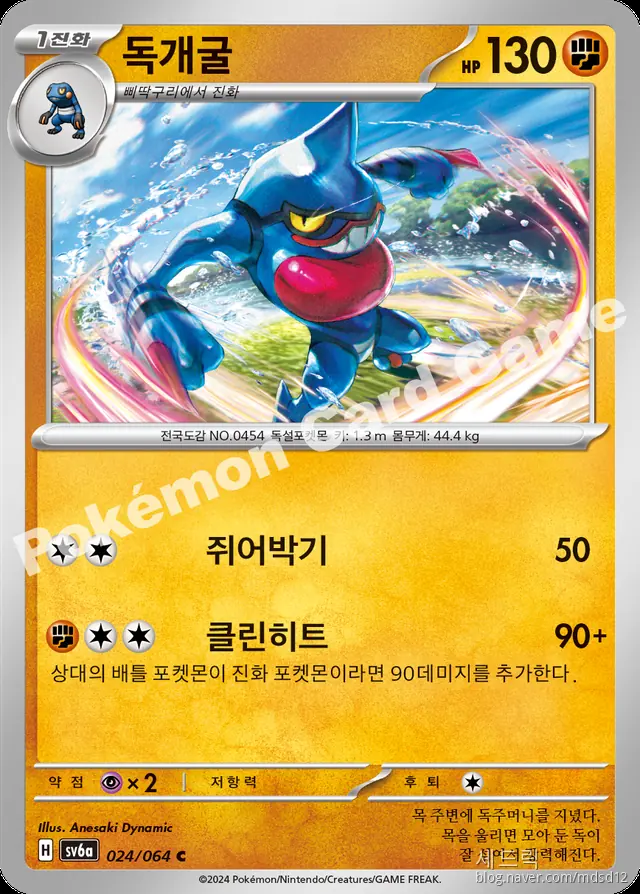 1진화
독개굴
HP 130
삐딱구리에서 진화
전국도감 NO.0454 독설포켓몬 키: 1.3 m 몸무게: 44.4 kg
Pokémon Card Game
쥐어박기 50
클린히트 90+
상대의 배틀 포켓몬이 진화 포켓몬이라면 90데미지를 추가한다.
약점 ×2 저항력 후퇴
Illus. Anesaki Dynamic
목 주변에 독주머니를 지녔다.
목을 울리면 모아 둔 독이
잘 강력해진다.
H sv6a 024/064 C
blog.naver.com/mdsd12
©2024 Pokémon/Nintendo/Creatures/GAME FREAK.